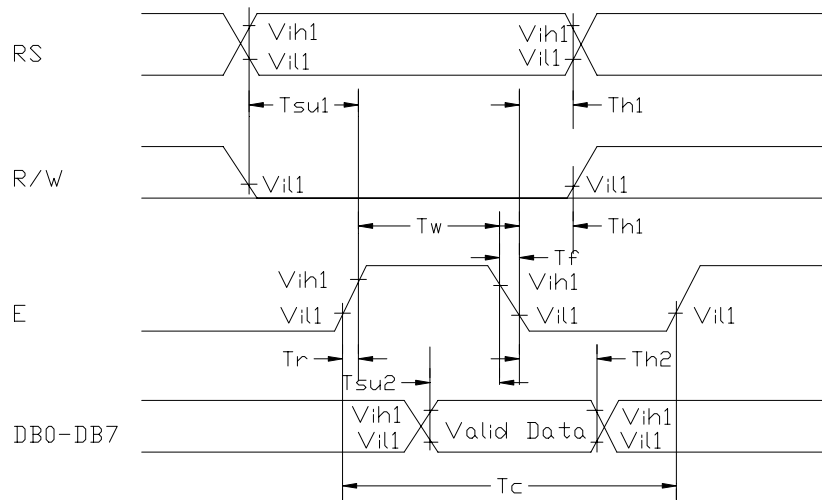 RS
Vih1
Vil1
Vih1
Vil1
Tsu1
Th1
R/W
Vil1
Vil1
Tw
Th1
Tf
Vih1
Vih1
E
Vil1
Vil1
Vil1
Tr
Th2
Tsu2
DB0-DB7
Vih1
Vil1
Valid Data
Vih1
Vil1
Tc